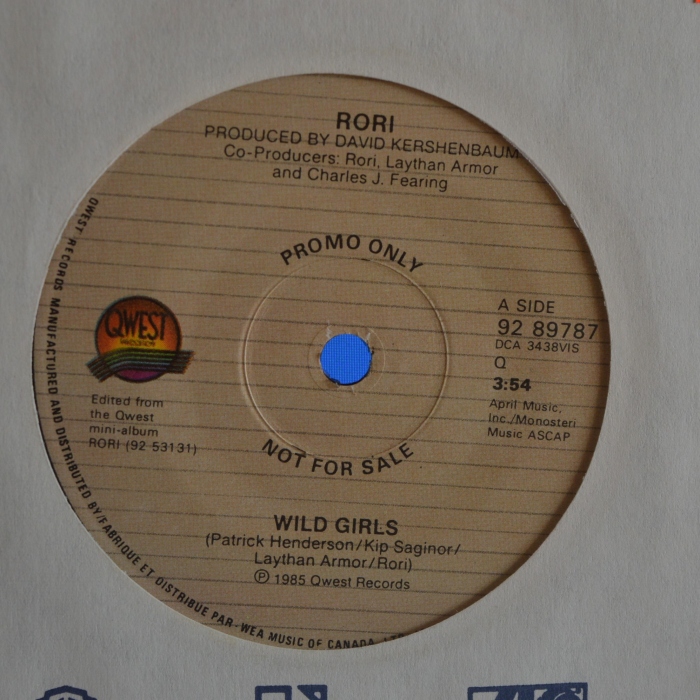 RORI
PRODUCED BY DAVID KERSHENBAUM
Co-Producers: Rori, Laythan Armor
and Charles J. Fearing
PROMO ONLY
QWEST
RECORDS
A SIDE
92 89787
DCA 3438VIS
Q
3:54
April Music,
Inc./Monosteri
Music ASCAP
Edited from
the Qwest
mini-album
RORI (92 53131)
NOT FOR SALE
WILD GIRLS
(Patrick Henderson/Kip Saginor/
Laythan Armor/Rori)
℗ 1985 Qwest Records
QWEST RECORDS MANUFACTURED AND DISTRIBUTED BY/FABRIQUE ET DISTRIBUE PAR-WEA MUSIC OF CANADA,